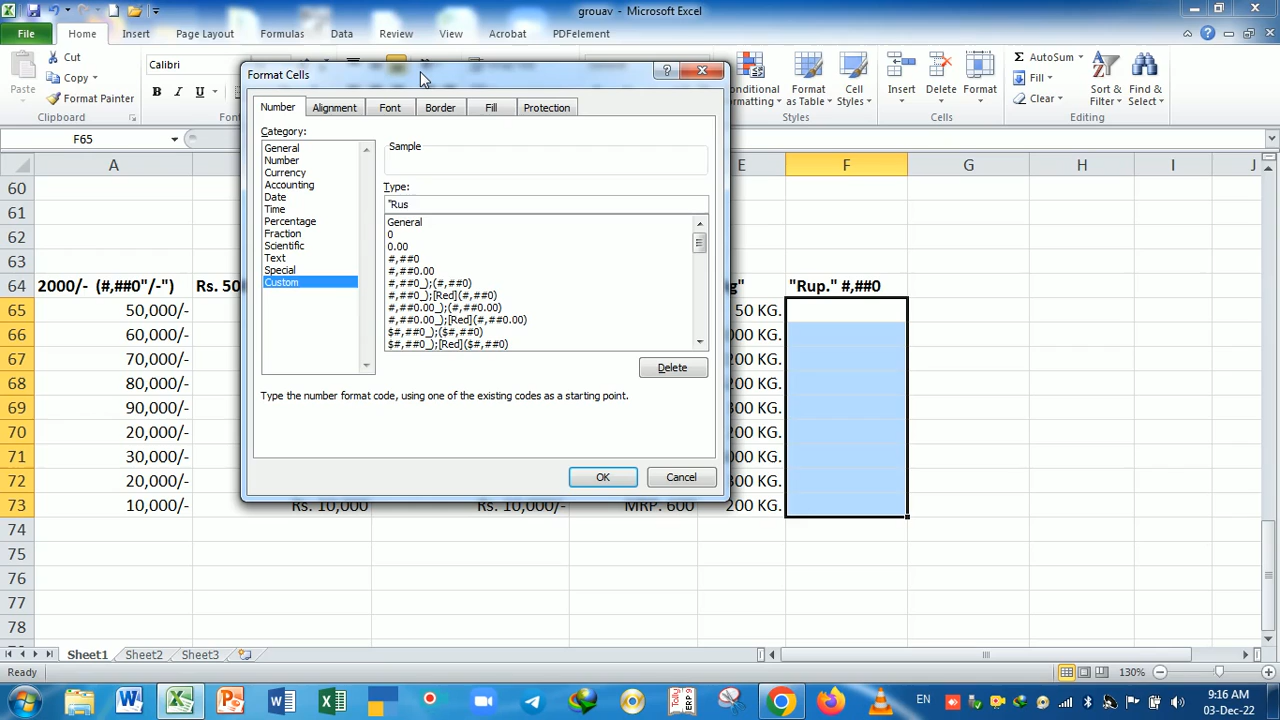 grouav - Microsoft Excel
File Home Insert Page Layout Formulas Data Review View Acrobat PDFelement
Cut
Copy
Format Painter
Paste
Clipboard
Calibri
B I U
Conditional Formatting
Format as Table
Cell Styles
Styles
Insert
Delete
Format
Cells
AutoSum
Fill
Clear
Sort & Filter
Find & Select
Editing
F65
A E F G H I J
60
61
62
63
64 2000/- (#,##0"/-") Rs. 50 g" "Rup." #,##0
65 50,000/- 50 KG.
66 60,000/- 000 KG.
67 70,000/- 200 KG.
68 80,000/- 200 KG.
69 90,000/- 300 KG.
70 20,000/- 200 KG.
71 30,000/- 200 KG.
72 20,000/- 300 KG.
73 10,000/- Rs. 10,000 Rs. 10,000/- MRP. 600 200 KG.
74
75
76
77
78
Format Cells
Number Alignment Font Border Fill Protection
Category:
General
Number
Currency
Accounting
Date
Time
Percentage
Fraction
Scientific
Text
Special
Custom
Sample
Type:
"Rus
General
0
0.00
#,##0
#,##0.00
#,##0_);(#,##0)
#,##0_);[Red](#,##0)
#,##0.00_);(#,##0.00)
#,##0.00_);[Red](#,##0.00)
$#,##0_);($#,##0)
$#,##0_);[Red]($#,##0)
Delete
Type the number format code, using one of the existing codes as a starting point.
OK Cancel
Sheet1 Sheet2 Sheet3
Ready
130%
EN
9:16 AM
03-Dec-22